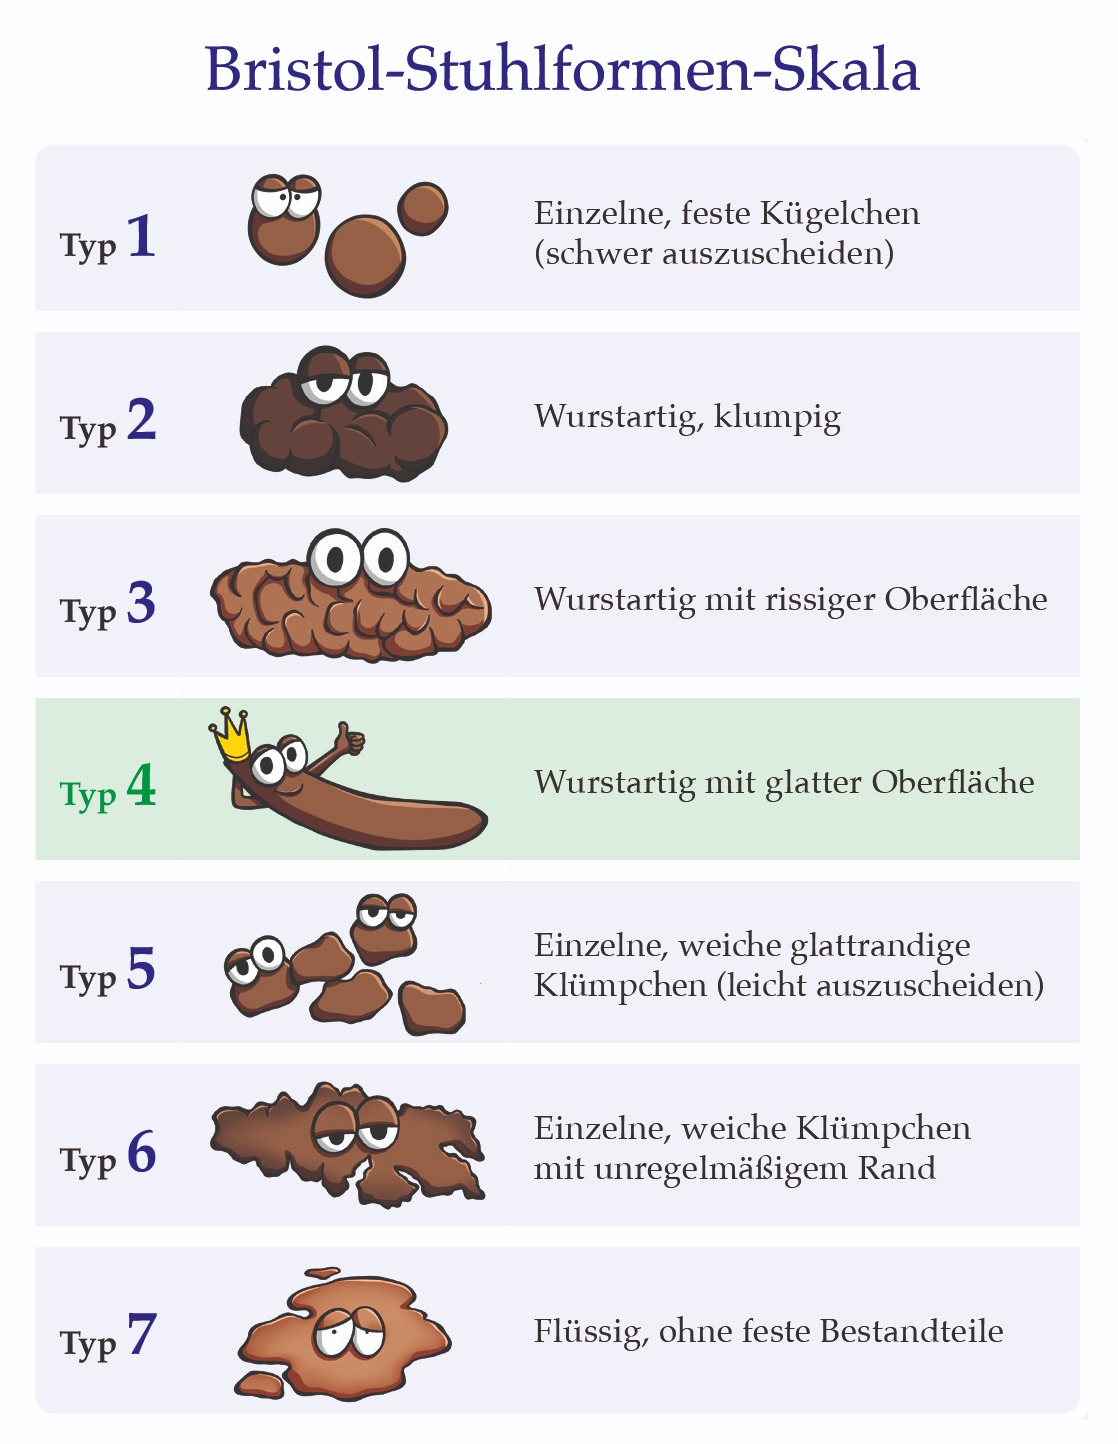 Bristol-Stuhlformen-Skala
Typ 1
Einzelne, feste Kügelchen
(schwer auszuscheiden)
Typ 2
Wurstartig, klumpig
Typ 3
Wurstartig mit rissiger Oberfläche
Typ 4
Wurstartig mit glatter Oberfläche
Typ 5
Einzelne, weiche glattrandige
Klümpchen (leicht auszuscheiden)
Typ 6
Einzelne, weiche Klümpchen
mit unregelmäßigem Rand
Typ 7
Flüssig, ohne feste Bestandteile